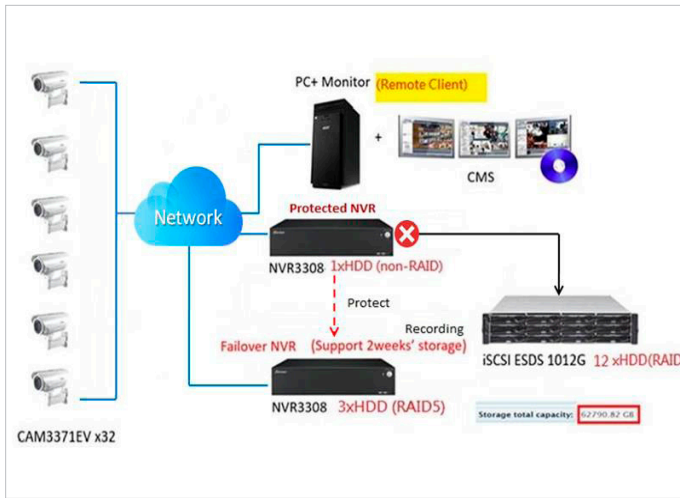 PC+ Monitor (Remote Client)
+
CMS
Network
Protected NVR
NVR3308 1xHDD (non-RAID)
Protect
Recording
Failover NVR (Support 2weeks' storage)
iSCSI ESDS 1012G 12 xHDD(RAID
NVR3308 3xHDD (RAID5)
Storage total capacity: 62790.82 GB
CAM3371EV x32